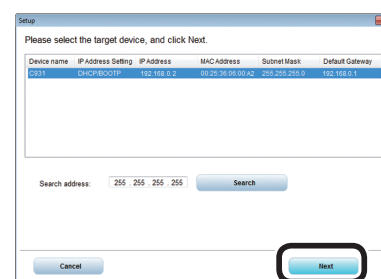 Setup
Please select the target device, and click Next.
Device name IP Address Setting IP Address MAC Address Subnet Mask Default Gateway
C931 DHCP/BOOTP 192.168.0.2 00:25:36:06:00:A2 255.255.255.0 192.168.0.1
Search address: 255 . 255 . 255 . 255 Search
Cancel Next